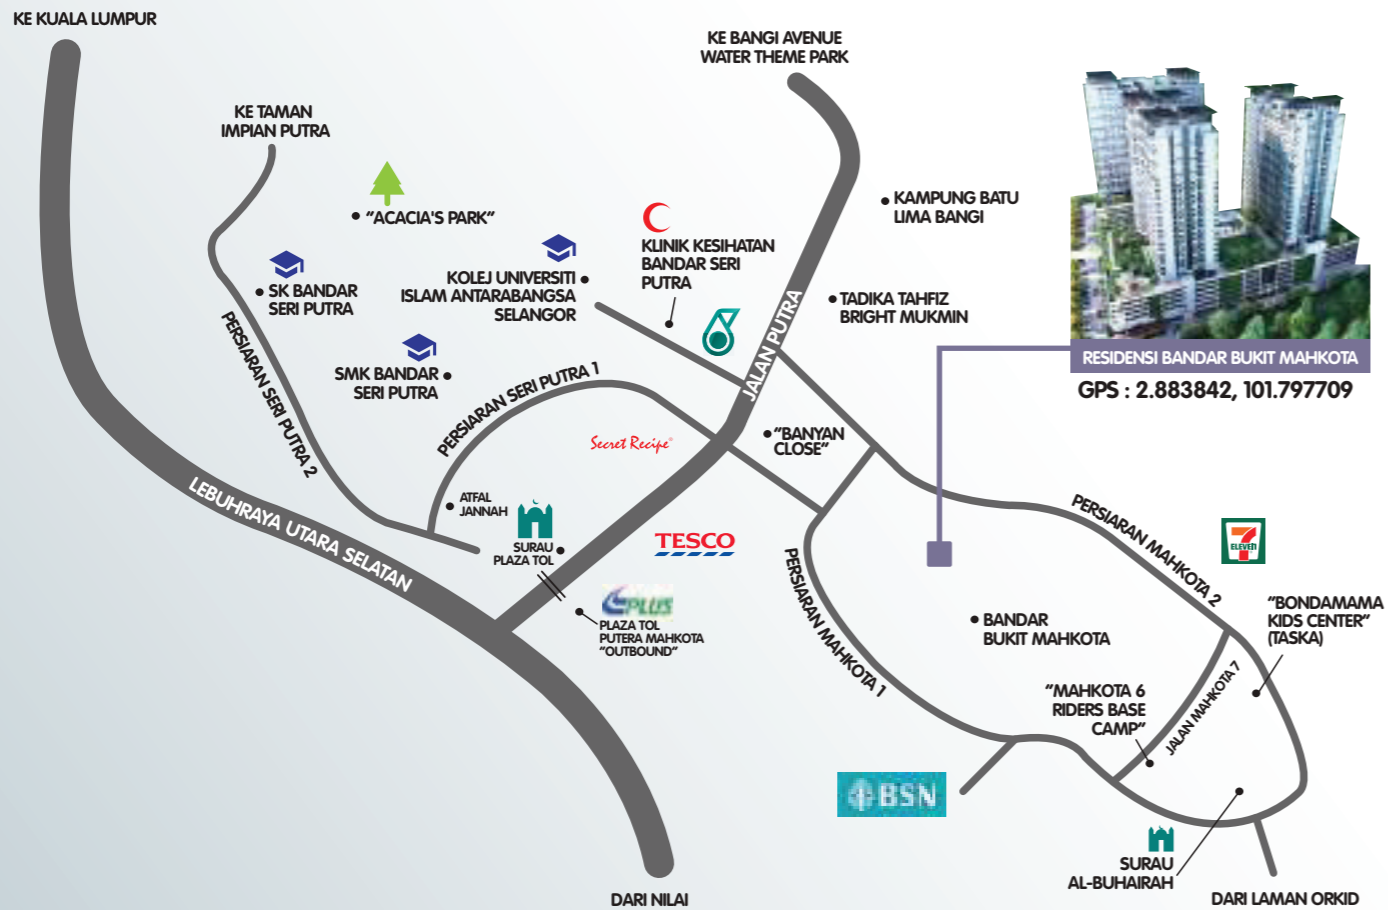 KE KUALA LUMPUR
KE BANGI AVENUE
WATER THEME PARK
KE TAMAN
IMPIAN PUTRA
"ACACIA'S PARK"
KAMPUNG BATU
LIMA BANGI
KLINIK KESIHATAN
BANDAR SERI
PUTRA
SK BANDAR
SERI PUTRA
KOLEJ UNIVERSITI
ISLAM ANTARABANGSA
SELANGOR
TADIKA TAHFIZ
BRIGHT MUKMIN
JALAN PUTRA
RESIDENSI BANDAR BUKIT MAHKOTA
GPS : 2.883842, 101.797709
PERSIARAN SERI PUTRA 2
SMK BANDAR
SERI PUTRA
PERSIARAN SERI PUTRA 1
Secret Recipe
"BANYAN
CLOSE"
LEBUHRAYA UTARA SELATAN
ATFAL
JANNAH
SURAU
PLAZA TOL
TESCO
PERSIARAN MAHKOTA 2
7
ELEVEn
PERSIARAN MAHKOTA 1
PLUS
PLAZA TOL
PUTERA MAHKOTA
"OUTBOUND"
BANDAR
BUKIT MAHKOTA
"BONDAMAMA
KIDS CENTER"
(TASKA)
"MAHKOTA 6
RIDERS BASE
CAMP"
JALAN MAHKOTA 7
BSN
SURAU
AL-BUHAIRAH
DARI NILAI
DARI LAMAN ORKID